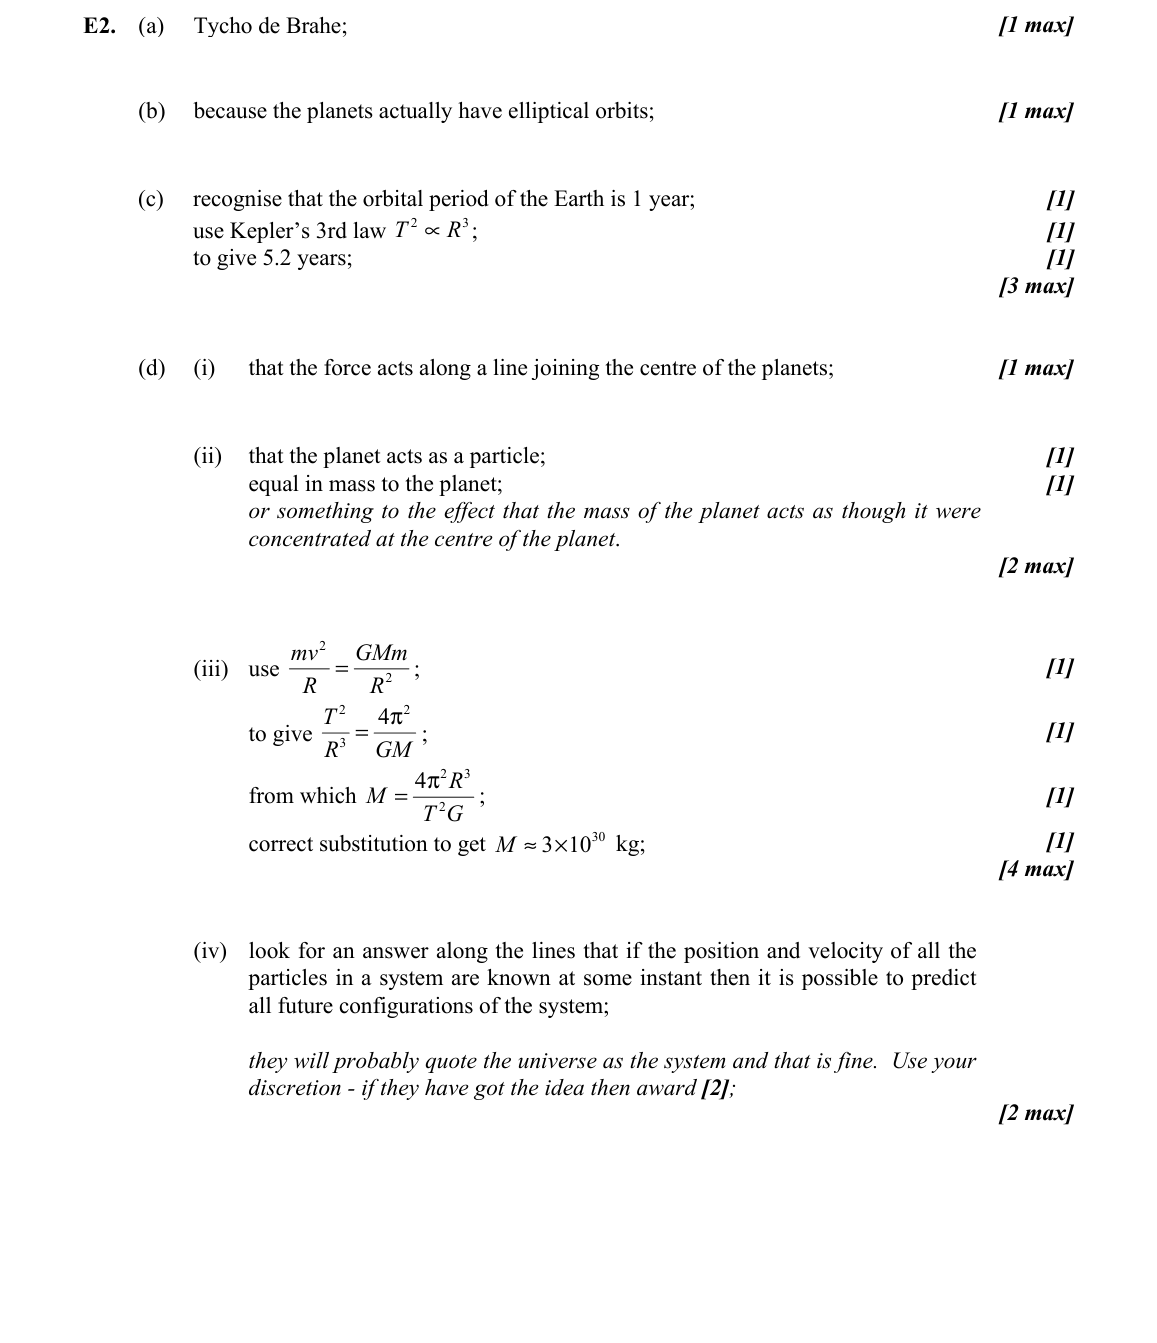 E2. (a) Tycho de Brahe; [1 max]
(b) because the planets actually have elliptical orbits; [1 max]
(c) recognise that the orbital period of the Earth is 1 year; [1]
use Kepler's 3rd law T² ∝ R³; [1]
to give 5.2 years; [1]
[3 max]
(d) (i) that the force acts along a line joining the centre of the planets; [1 max]
(ii) that the planet acts as a particle; [1]
equal in mass to the planet; [1]
or something to the effect that the mass of the planet acts as though it were
concentrated at the centre of the planet.
[2 max]
(iii) use mv²/R = GMm/R²; [1]
to give T²/R³ = 4π²/GM; [1]
from which M = 4π²R³/T²G; [1]
correct substitution to get M ≈ 3×10³⁰ kg; [1]
[4 max]
(iv) look for an answer along the lines that if the position and velocity of all the
particles in a system are known at some instant then it is possible to predict
all future configurations of the system;
they will probably quote the universe as the system and that is fine. Use your
discretion - if they have got the idea then award [2];
[2 max]